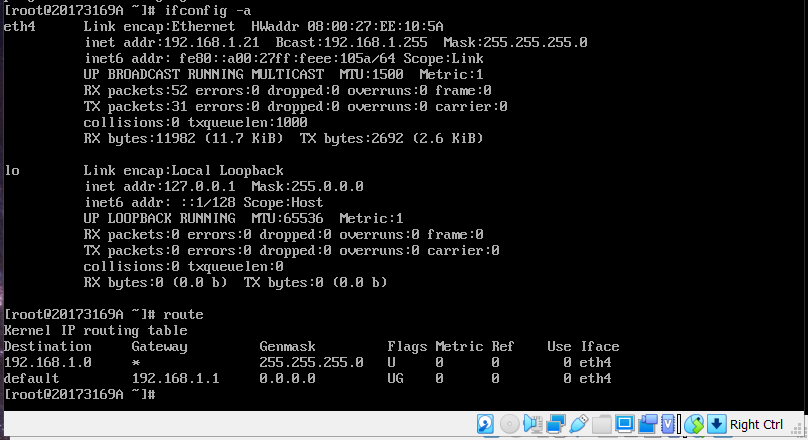 [root@20173169A ~]# ifconfig -a
eth4      Link encap:Ethernet  HWaddr 08:00:27:EE:10:5A
          inet addr:192.168.1.21  Bcast:192.168.1.255  Mask:255.255.255.0
          inet6 addr: fe80::a00:27ff:feee:105a/64 Scope:Link
          UP BROADCAST RUNNING MULTICAST  MTU:1500  Metric:1
          RX packets:52 errors:0 dropped:0 overruns:0 frame:0
          TX packets:31 errors:0 dropped:0 overruns:0 carrier:0
          collisions:0 txqueuelen:1000
          RX bytes:11982 (11.7 KiB)  TX bytes:2692 (2.6 KiB)
lo        Link encap:Local Loopback
          inet addr:127.0.0.1  Mask:255.0.0.0
          inet6 addr: ::1/128 Scope:Host
          UP LOOPBACK RUNNING  MTU:65536  Metric:1
          RX packets:0 errors:0 dropped:0 overruns:0 frame:0
          TX packets:0 errors:0 dropped:0 overruns:0 carrier:0
          collisions:0 txqueuelen:0
          RX bytes:0 (0.0 b)  TX bytes:0 (0.0 b)
[root@20173169A ~]# route
Kernel IP routing table
Destination     Gateway         Genmask         Flags Metric Ref    Use Iface
192.168.1.0     *               255.255.255.0   U     0      0        0 eth4
default         192.168.1.1     0.0.0.0         UG    0      0        0 eth4
[root@20173169A ~]#
Right Ctrl